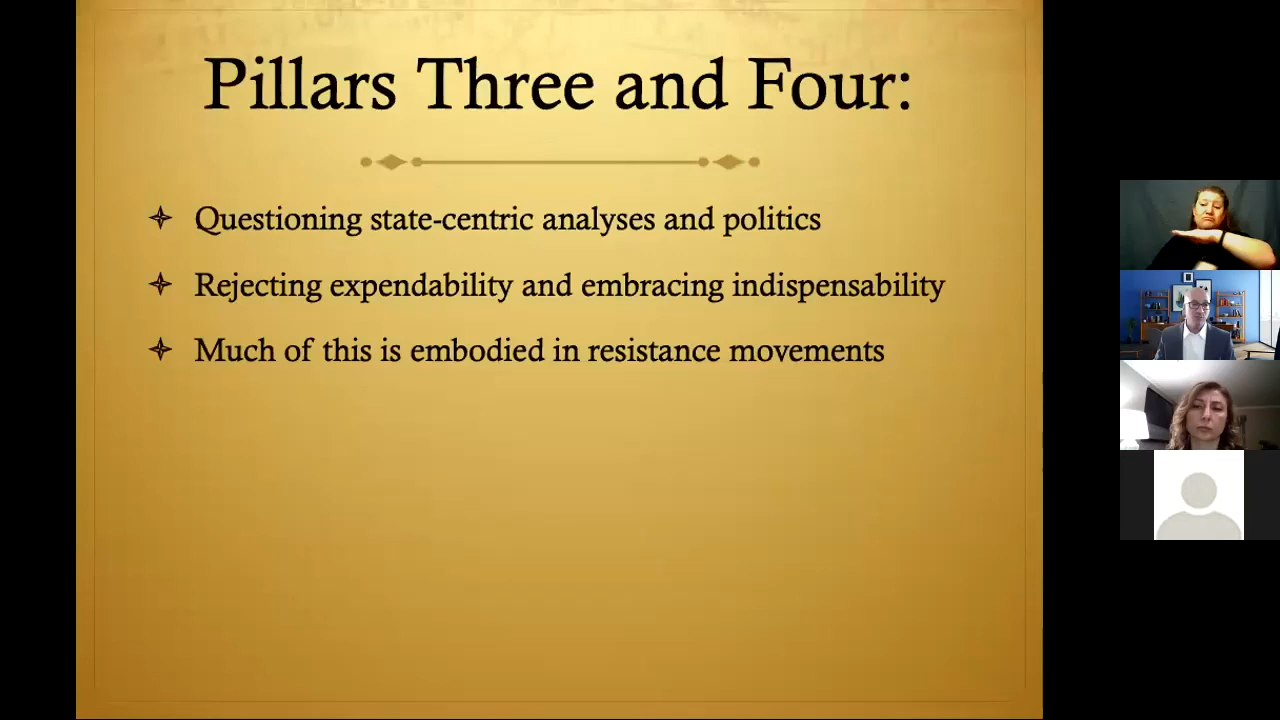 Pillars Three and Four:
Questioning state-centric analyses and politics
Rejecting expendability and embracing indispensability
Much of this is embodied in resistance movements